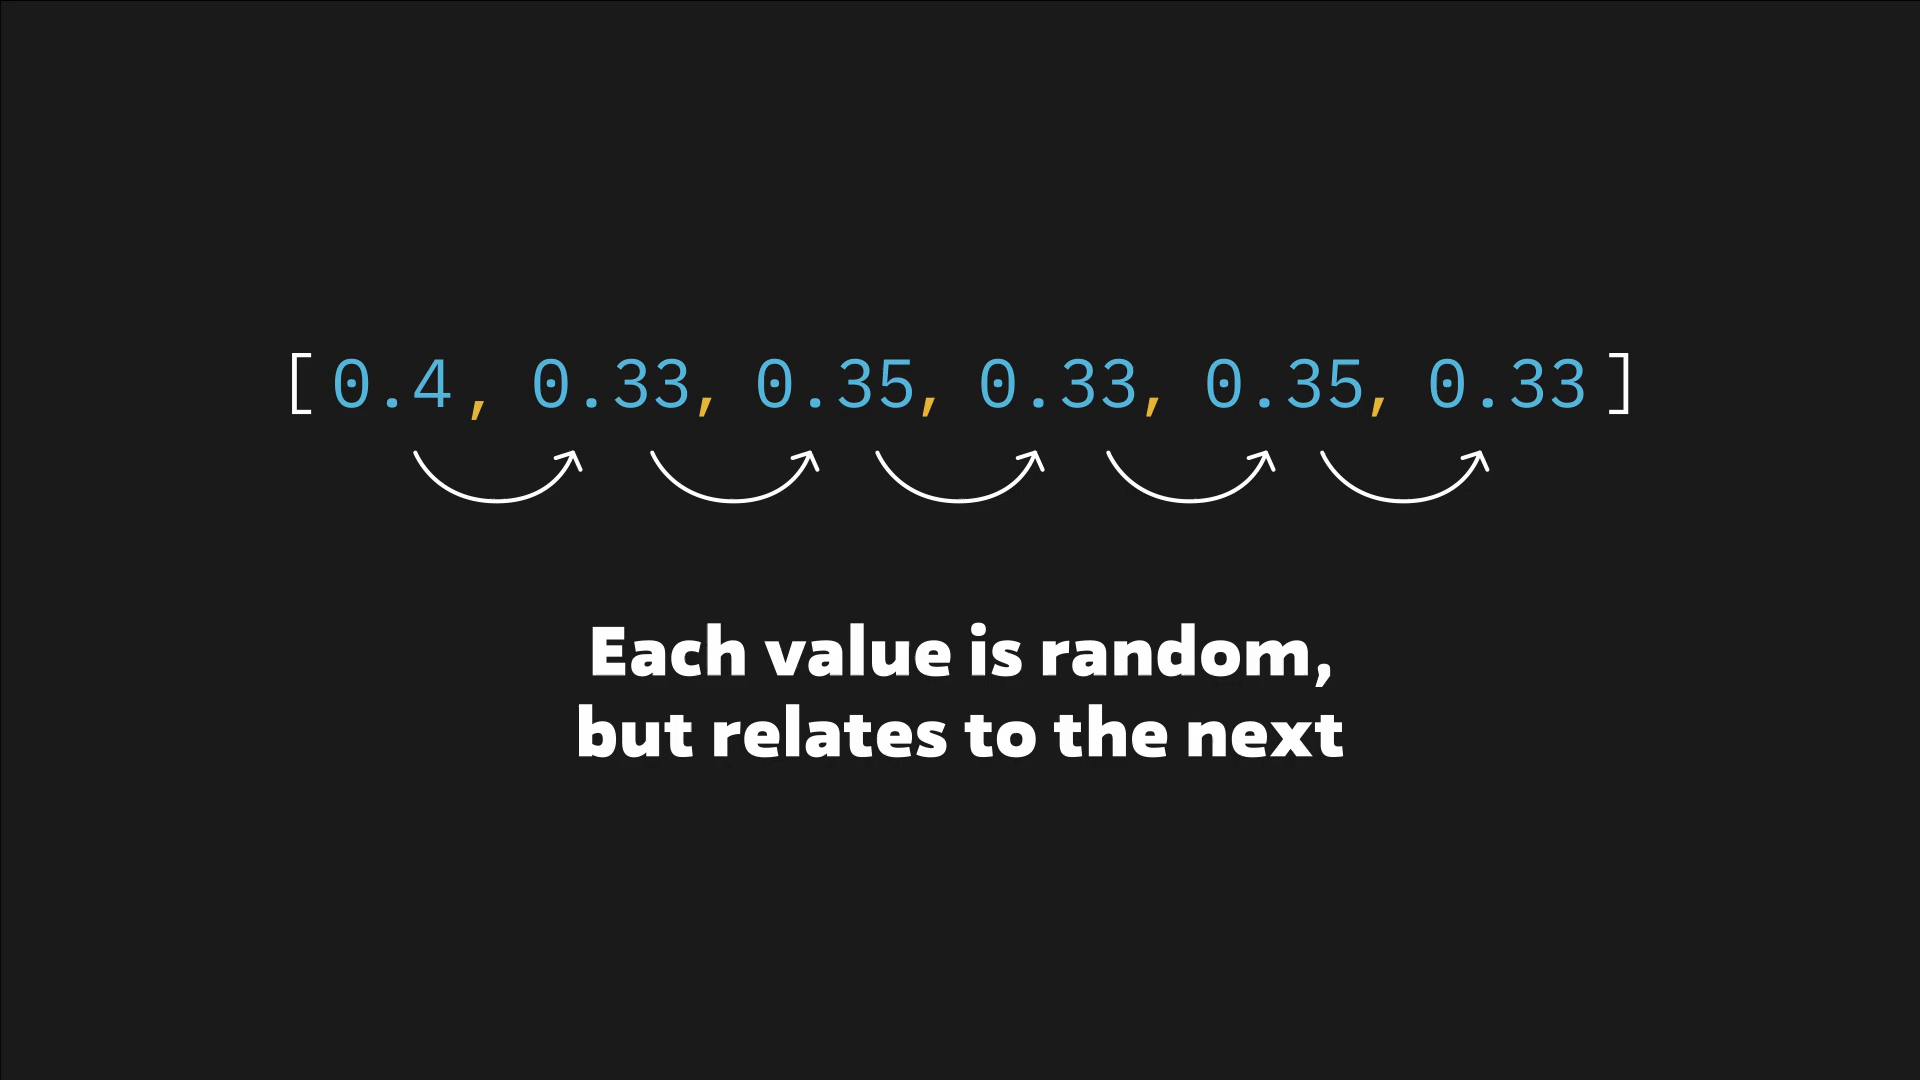 [0.4, 0.33, 0.35, 0.33, 0.35, 0.33]
Each value is random,
but relates to the next